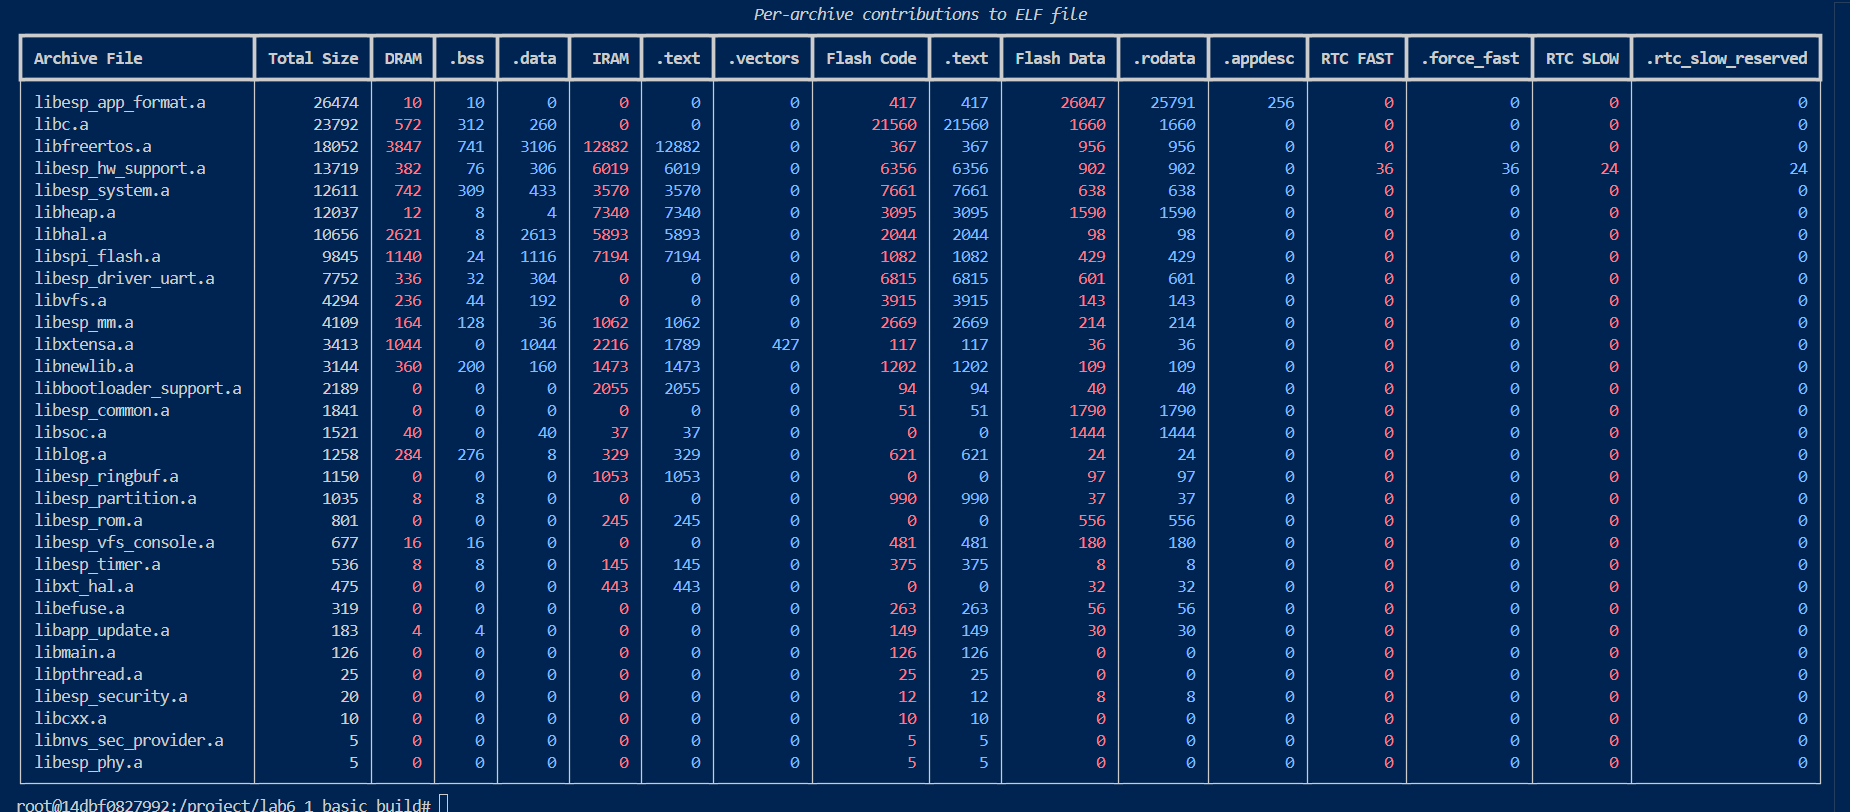 Per-archive contributions to ELF file
Archive File Total Size DRAM .bss .data IRAM .text .vectors Flash Code .text Flash Data .rodata .appdesc RTC FAST .force_fast RTC SLOW .rtc_slow_reserved
libesp_app_format.a 26474 10 10 0 0 0 0 417 417 26047 25791 256 0 0 0 0
libc.a 23792 572 312 260 0 0 0 21560 21560 1660 1660 0 0 0 0 0
libfreertos.a 18052 3847 741 3106 12882 12882 0 367 367 956 956 0 0 0 0 0
libesp_hw_support.a 13719 382 76 306 6019 6019 0 6356 6356 902 902 0 36 36 24 24
libesp_system.a 12611 742 309 433 3570 3570 0 7661 7661 638 638 0 0 0 0 0
libheap.a 12037 12 8 4 7340 7340 0 3095 3095 1590 1590 0 0 0 0 0
libhal.a 10656 2621 8 2613 5893 5893 0 2044 2044 98 98 0 0 0 0 0
libspi_flash.a 9845 1140 24 1116 7194 7194 0 1082 1082 429 429 0 0 0 0 0
libesp_driver_uart.a 7752 336 32 304 0 0 0 6815 6815 601 601 0 0 0 0 0
libvfs.a 4294 236 44 192 0 0 0 3915 3915 143 143 0 0 0 0 0
libesp_mm.a 4109 164 128 36 1062 1062 0 2669 2669 214 214 0 0 0 0 0
libxtensa.a 3413 1044 0 1044 2216 1789 427 117 117 36 36 0 0 0 0 0
libnewlib.a 3144 360 200 160 1473 1473 0 1202 1202 109 109 0 0 0 0 0
libbootloader_support.a 2189 0 0 0 2055 2055 0 94 94 40 40 0 0 0 0 0
libesp_common.a 1841 0 0 0 0 0 0 51 51 1790 1790 0 0 0 0 0
libsoc.a 1521 40 0 40 37 37 0 0 0 1444 1444 0 0 0 0 0
liblog.a 1258 284 276 8 329 329 0 621 621 24 24 0 0 0 0 0
libesp_ringbuf.a 1150 0 0 0 1053 1053 0 0 0 97 97 0 0 0 0 0
libesp_partition.a 1035 8 8 0 0 0 0 990 990 37 37 0 0 0 0 0
libesp_rom.a 801 0 0 0 245 245 0 0 0 556 556 0 0 0 0 0
libesp_vfs_console.a 677 16 16 0 0 0 0 481 481 180 180 0 0 0 0 0
libesp_timer.a 536 8 8 0 145 145 0 375 375 8 8 0 0 0 0 0
libxt_hal.a 475 0 0 0 443 443 0 0 0 32 32 0 0 0 0 0
libefuse.a 319 0 0 0 0 0 0 263 263 56 56 0 0 0 0 0
libapp_update.a 183 4 4 0 0 0 0 149 149 30 30 0 0 0 0 0
libmain.a 126 0 0 0 0 0 0 126 126 0 0 0 0 0 0 0
libpthread.a 25 0 0 0 0 0 0 25 25 0 0 0 0 0 0 0
libesp_security.a 20 0 0 0 0 0 0 12 12 8 8 0 0 0 0 0
libcxx.a 10 0 0 0 0 0 0 10 10 0 0 0 0 0 0 0
libnvs_sec_provider.a 5 0 0 0 0 0 0 5 5 0 0 0 0 0 0 0
libesp_phy.a 5 0 0 0 0 0 0 5 5 0 0 0 0 0 0 0
root@14dbf0827992:/project/lab6_1_basic_build#